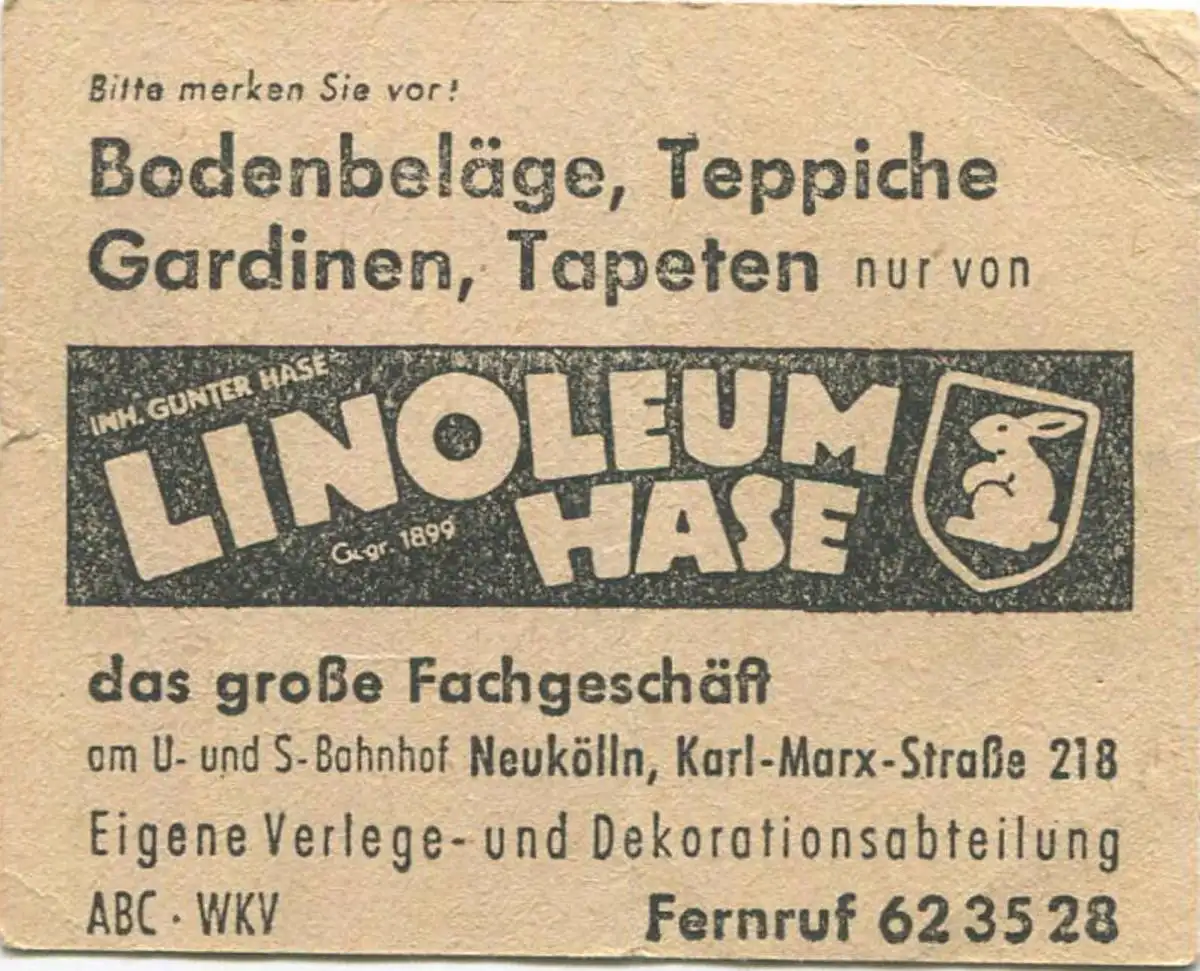 Bitte merken Sie vor!
Bodenbeläge, Teppiche
Gardinen, Tapeten nur von
INH. GÜNTER HASE
LINOLEUM
HASE
Gegr. 1899
das große Fachgeschäft
am U- und S-Bahnhof Neukölln, Karl-Marx-Straße 218
Eigene Verlege- und Dekorationsabteilung
ABC · WKV Fernruf 62 35 28